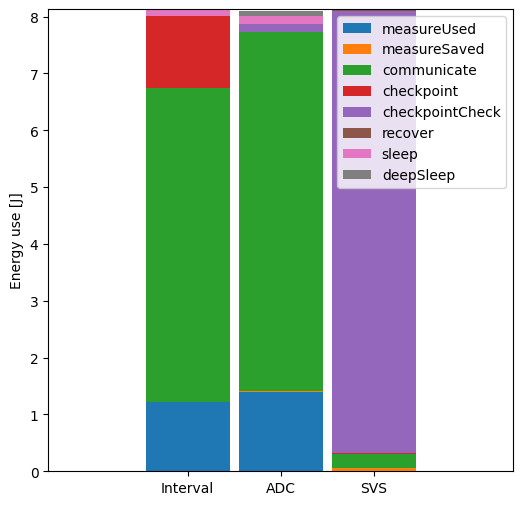 measureUsed
measureSaved
communicate
checkpoint
checkpointCheck
recover
sleep
deepSleep
Energy use [J]
8
7
6
5
4
3
2
1
0
Interval ADC SVS